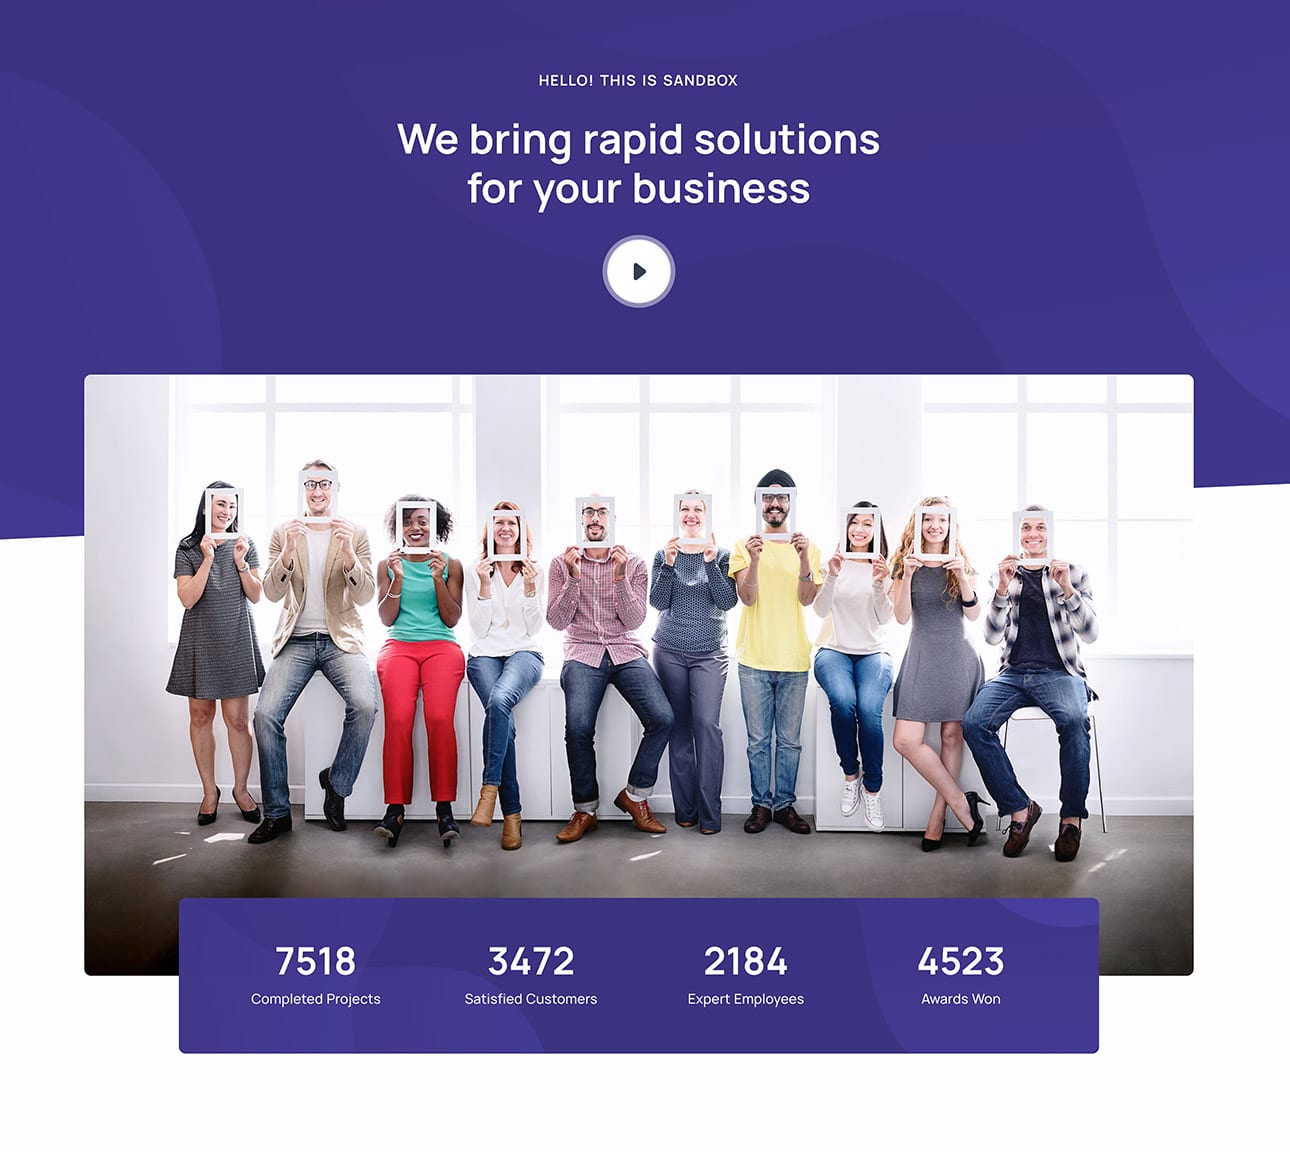 HELLO! THIS IS SANDBOX
We bring rapid solutions
for your business
7518
Completed Projects
3472
Satisfied Customers
2184
Expert Employees
4523
Awards Won